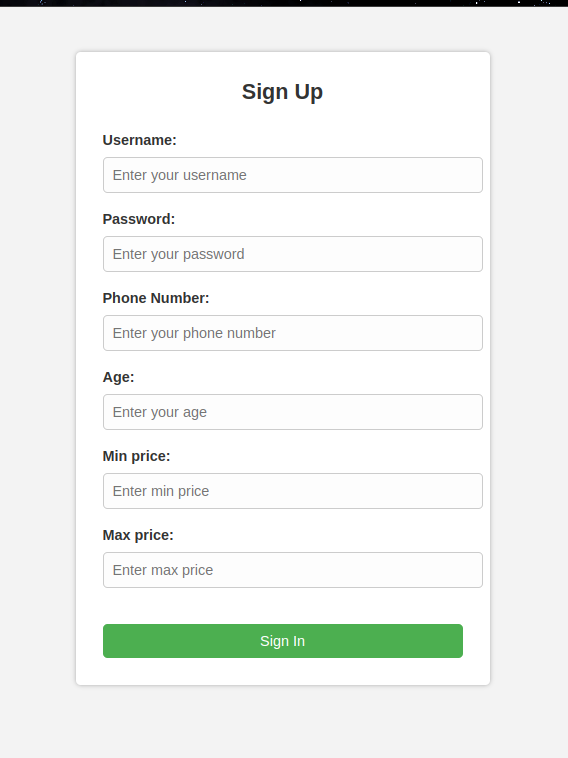 Sign Up
Username:
Enter your username
Password:
Enter your password
Phone Number:
Enter your phone number
Age:
Enter your age
Min price:
Enter min price
Max price:
Enter max price
Sign In